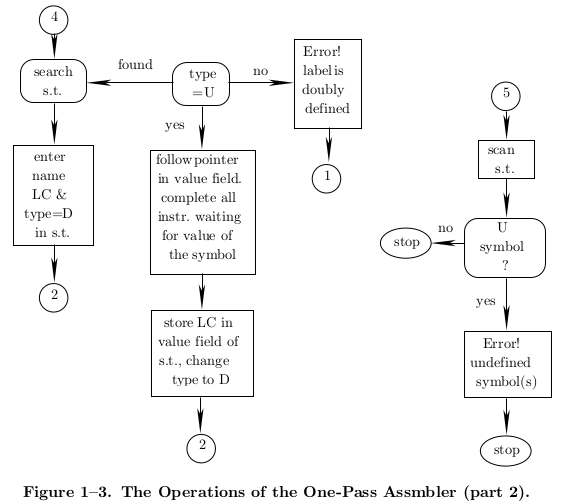 4
search
s.t.
found
type
=U
no
Error!
label is
doubly
defined
1
enter
name
LC &
type=D
in s.t.
2
yes
follow pointer
in value field.
complete all
instr. waiting
for value of
the symbol
store LC in
value field of
s.t., change
type to D
2
5
scan
s.t.
U
symbol
?
no
stop
yes
Error!
undefined
symbol(s)
stop
Figure 1–3. The Operations of the One-Pass Assmbler (part 2).